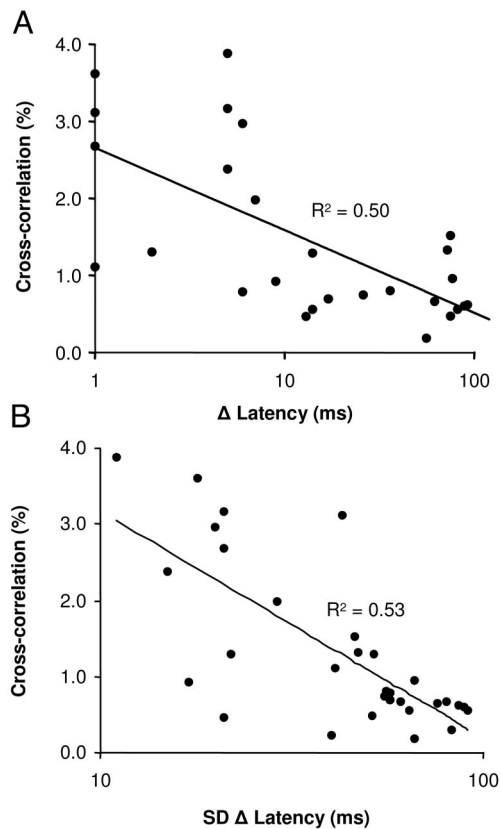 A
Cross-correlation (%)
4.0
3.0
2.0
1.0
0.0
R² = 0.50
1
10
100
Δ Latency (ms)
B
Cross-correlation (%)
4.0
3.0
2.0
1.0
0.0
R² = 0.53
10
100
SD Δ Latency (ms)